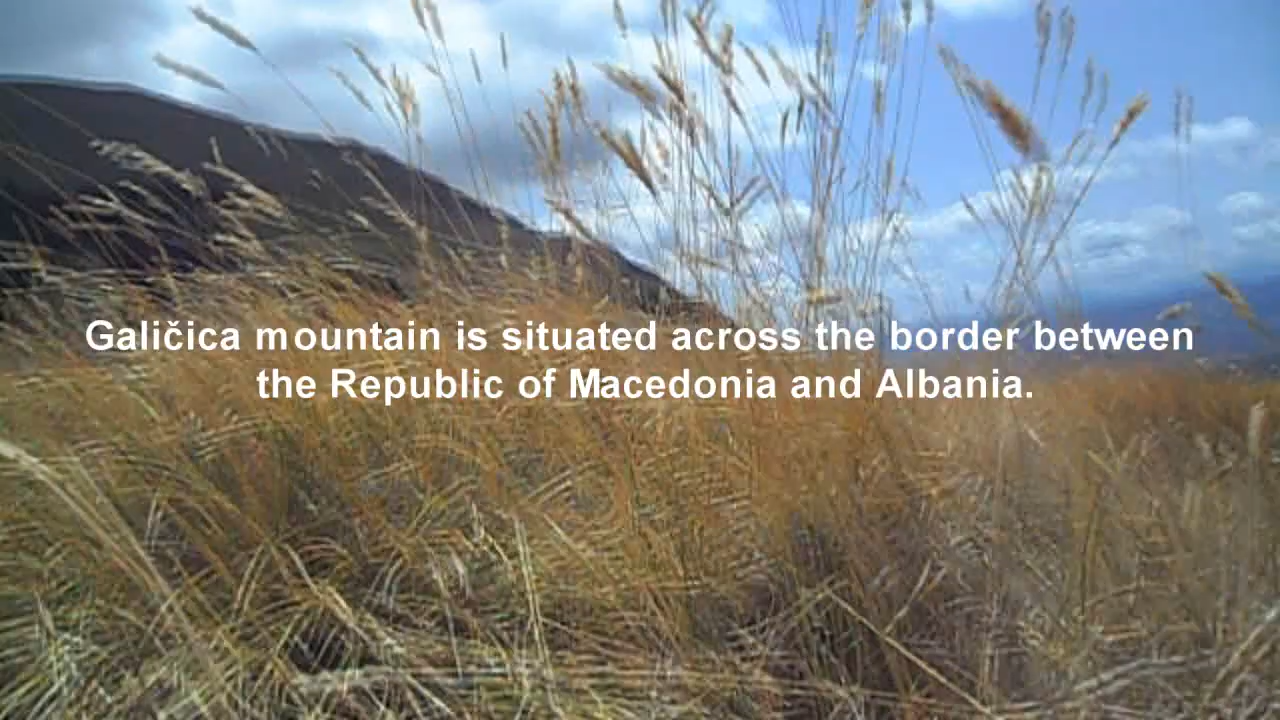 Galičica mountain is situated across the border between
the Republic of Macedonia and Albania.